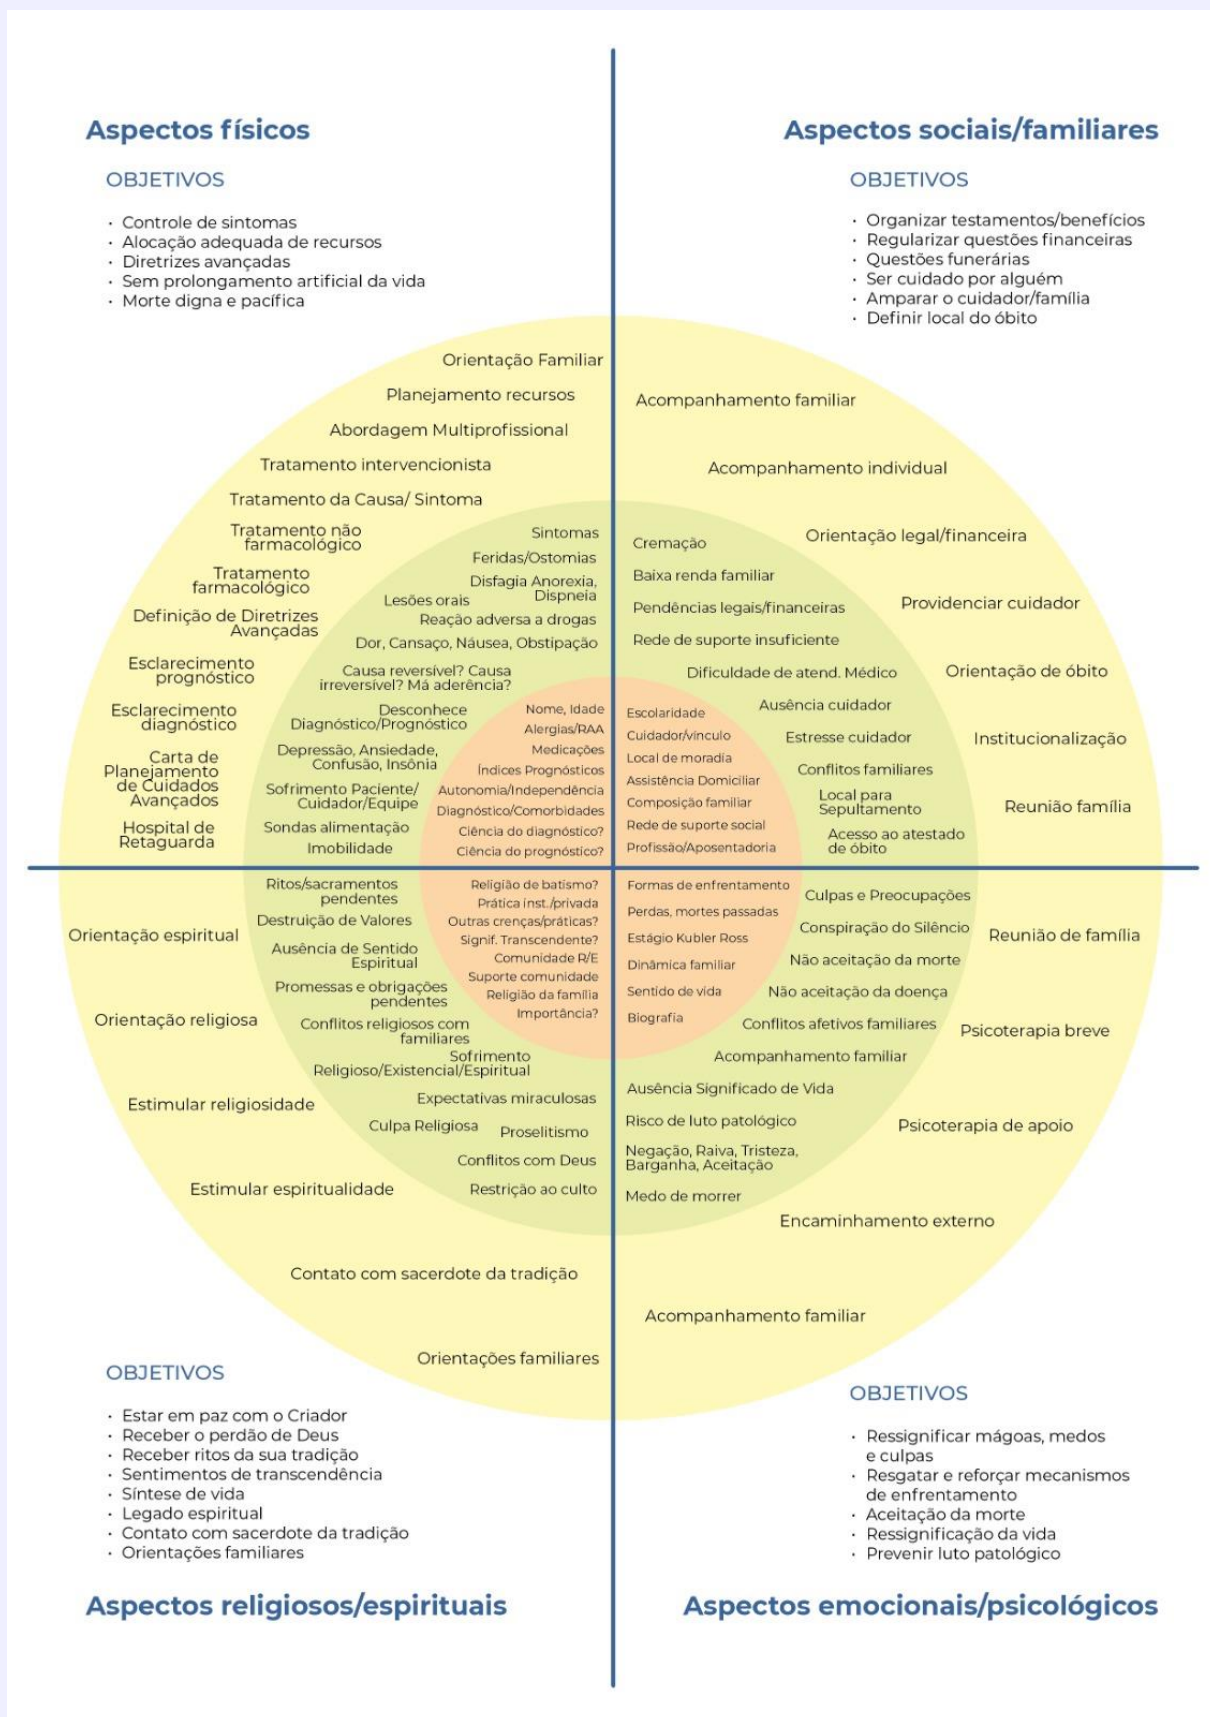 Aspectos físicos
OBJETIVOS
· Controle de sintomas
· Alocação adequada de recursos
· Diretrizes avançadas
· Sem prolongamento artificial da vida
· Morte digna e pacífica
Aspectos sociais/familiares
OBJETIVOS
· Organizar testamentos/benefícios
· Regularizar questões financeiras
· Questões funerárias
· Ser cuidado por alguém
· Amparar o cuidador/família
· Definir local do óbito
Orientação Familiar
Planejamento recursos
Abordagem Multiprofissional
Tratamento intervencionista
Tratamento da Causa/ Sintoma
Tratamento não
farmacológico
Tratamento
farmacológico
Definição de Diretrizes
Avançadas
Esclarecimento
prognóstico
Esclarecimento
diagnóstico
Carta de
Planejamento
de Cuidados
Avançados
Hospital de
Retaguarda
Sintomas
Feridas/Ostomias
Disfagia Anorexia,
Dispneia
Lesões orais
Reação adversa a drogas
Dor, Cansaço, Náusea, Obstipação
Causa reversível? Causa
irreversível? Má aderência?
Desconhece
Diagnóstico/Prognóstico
Depressão, Ansiedade,
Confusão, Insônia
Sofrimento Paciente/
Cuidador/Equipe
Sondas alimentação
Imobilidade
Nome, Idade
Alergias/RAA
Medicações
Índices Prognósticos
Autonomia/Independência
Diagnóstico/Comorbidades
Ciência do diagnóstico?
Ciência do prognóstico?
Acompanhamento familiar
Acompanhamento individual
Orientação legal/financeira
Providenciar cuidador
Orientação de óbito
Institucionalização
Reunião família
Cremação
Baixa renda familiar
Pendências legais/financeiras
Rede de suporte insuficiente
Dificuldade de atend. Médico
Ausência cuidador
Estresse cuidador
Conflitos familiares
Local para
Sepultamento
Acesso ao atestado
de óbito
Escolaridade
Cuidador/vínculo
Local de moradia
Assistência Domiciliar
Composição familiar
Rede de suporte social
Profissão/Aposentadoria
Orientação espiritual
Orientação religiosa
Estimular religiosidade
Estimular espiritualidade
Contato com sacerdote da tradição
Orientações familiares
Ritos/sacramentos
pendentes
Destruição de Valores
Ausência de Sentido
Espiritual
Promessas e obrigações
pendentes
Conflitos religiosos com
familiares
Sofrimento
Religioso/Existencial/Espiritual
Expectativas miraculosas
Culpa Religiosa
Proselitismo
Conflitos com Deus
Restrição ao culto
Religião de batismo?
Prática inst./privada
Outras crenças/práticas?
Signif. Transcendente?
Comunidade R/E
Suporte comunidade
Religião da família
Importância?
Formas de enfrentamento
Perdas, mortes passadas
Estágio Kubler Ross
Dinâmica familiar
Sentido de vida
Biografia
Culpas e Preocupações
Conspiração do Silêncio
Não aceitação da morte
Não aceitação da doença
Conflitos afetivos familiares
Acompanhamento familiar
Ausência Significado de Vida
Risco de luto patológico
Negação, Raiva, Tristeza,
Barganha, Aceitação
Medo de morrer
Reunião de família
Psicoterapia breve
Psicoterapia de apoio
Encaminhamento externo
Acompanhamento familiar
OBJETIVOS
· Estar em paz com o Criador
· Receber o perdão de Deus
· Receber ritos da sua tradição
· Sentimentos de transcendência
· Síntese de vida
· Legado espiritual
· Contato com sacerdote da tradição
· Orientações familiares
Aspectos religiosos/espirituais
OBJETIVOS
· Ressignificar mágoas, medos
e culpas
· Resgatar e reforçar mecanismos
de enfrentamento
· Aceitação da morte
· Ressignificação da vida
· Prevenir luto patológico
Aspectos emocionais/psicológicos